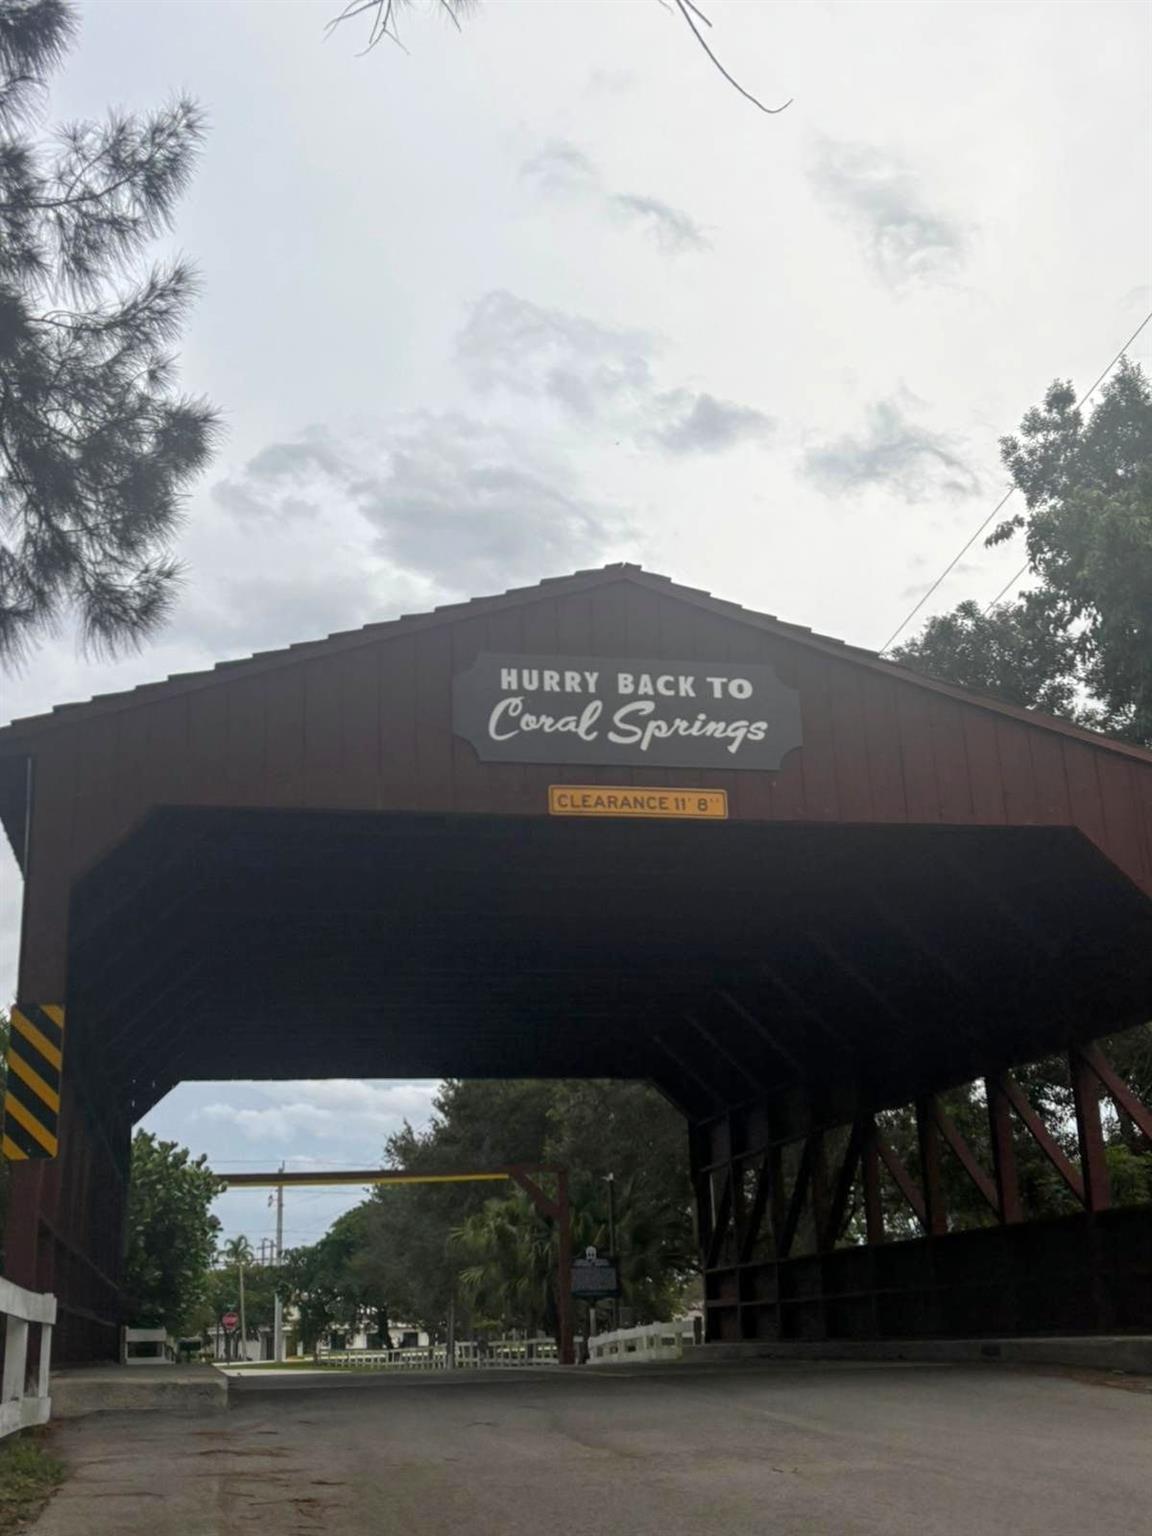 HURRY BACK TO
Coral Springs
CLEARANCE 11' 8"